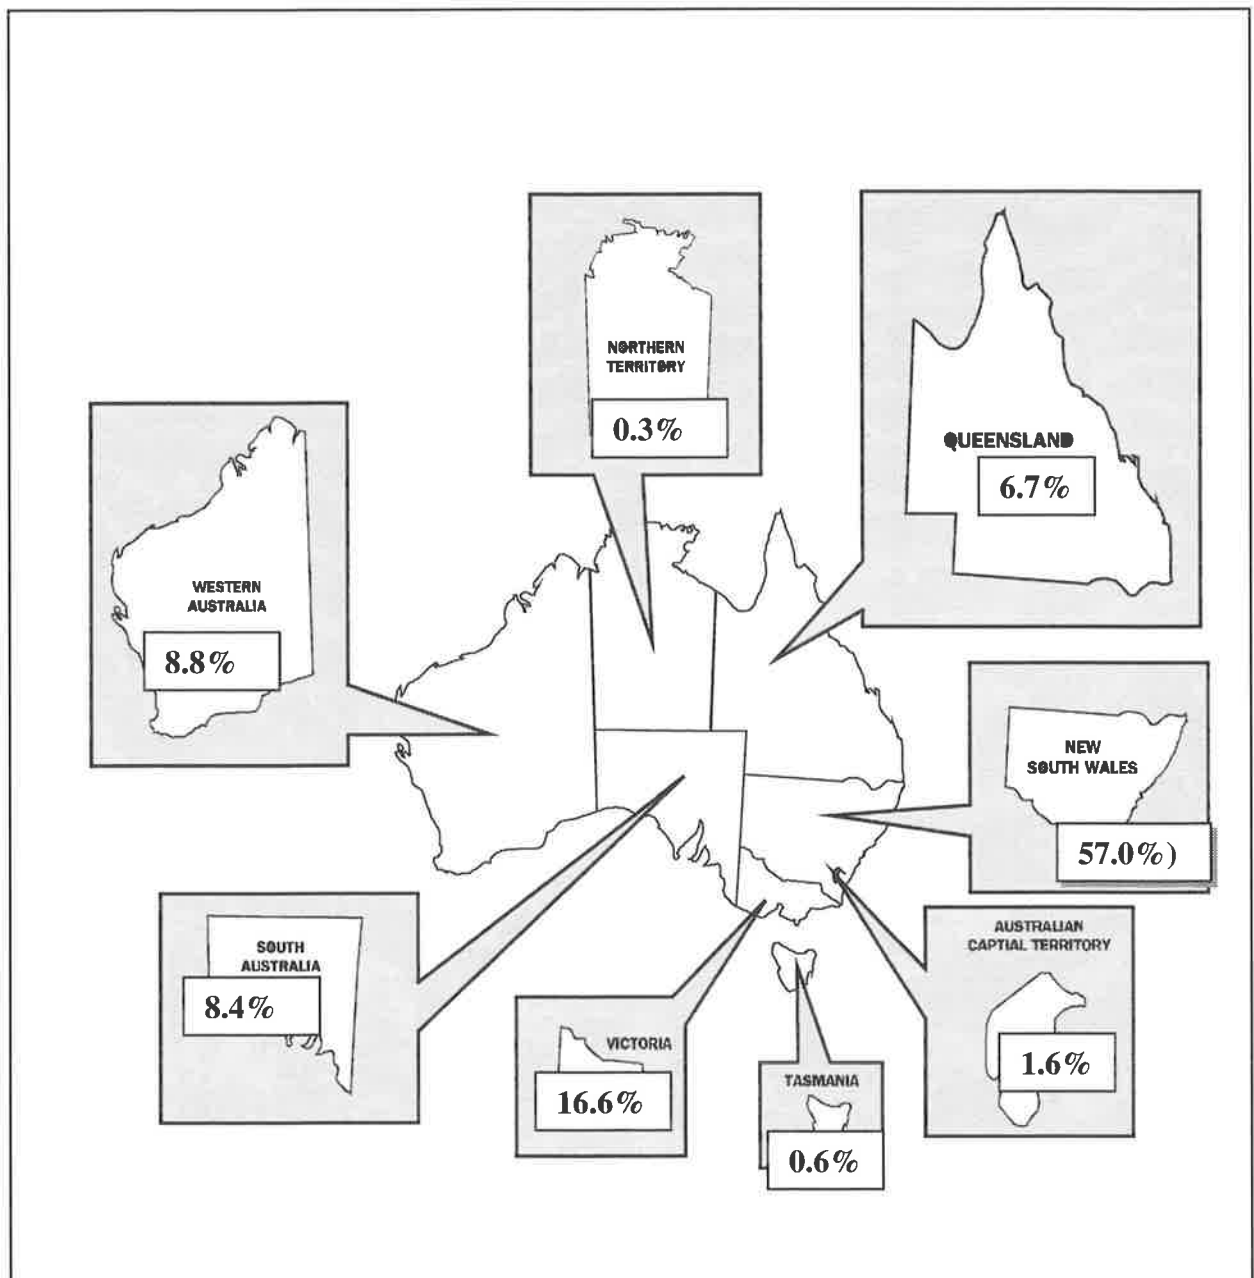 NORTHERN
TERRITORY
0.3%
QUEENSLAND
6.7%
WESTERN
AUSTRALIA
8.8%
NEW
SOUTH WALES
57.0%)
SOUTH
AUSTRALIA
8.4%
VICTORIA
16.6%
TASMANIA
0.6%
AUSTRALIAN
CAPTIAL TERRITORY
1.6%